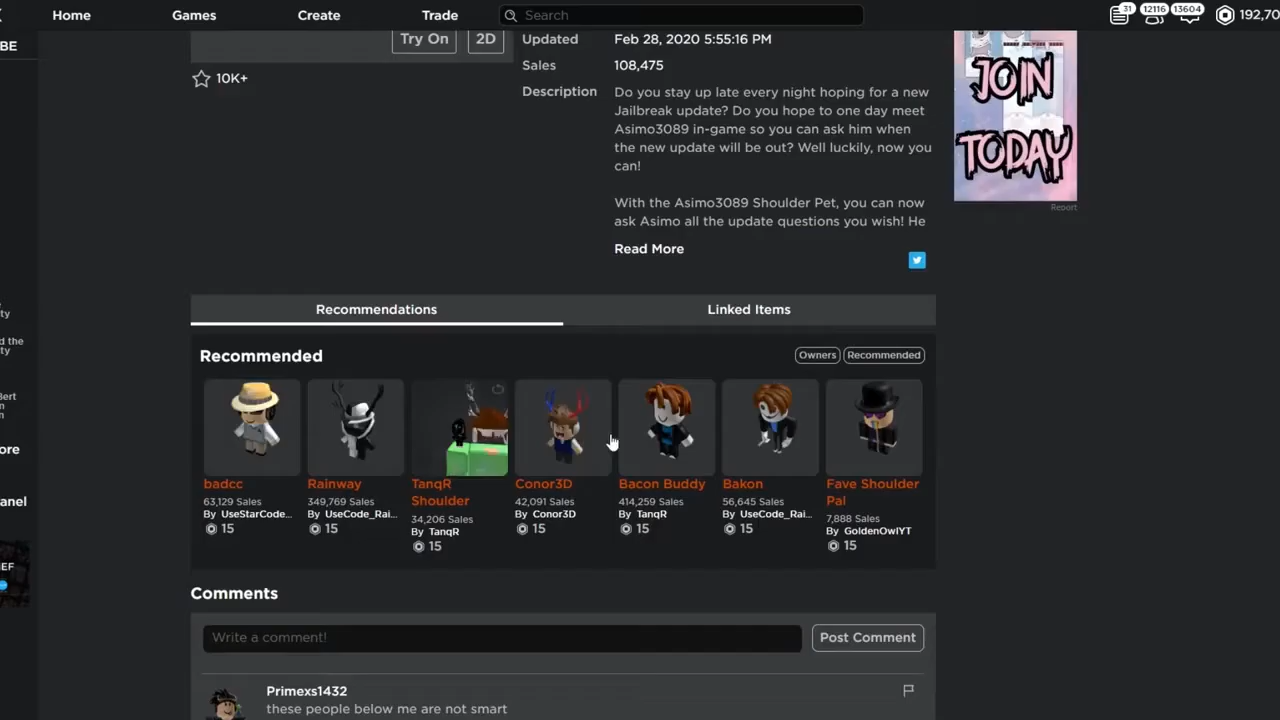 Home Games Create Trade Search 31 12116 13604 192,70
BE
Try On 2D
10K+
Updated Feb 28, 2020 5:55:16 PM
Sales 108,475
Description Do you stay up late every night hoping for a new
Jailbreak update? Do you hope to one day meet
Asimo3089 in-game so you can ask him when
the new update will be out? Well luckily, now you
can!
With the Asimo3089 Shoulder Pet, you can now
ask Asimo all the update questions you wish! He
Read More
JOIN
TODAY
Report
ty
d the
ty
Bert
n
n
ore
anel
EF
Recommendations Linked Items
Recommended Owners Recommended
badcc
63,129 Sales
By UseStarCode...
15
Rainway
349,769 Sales
By UseCode_Rai...
15
TanqR
Shoulder
34,206 Sales
By TanqR
15
Conor3D
42,091 Sales
By Conor3D
15
Bacon Buddy
414,259 Sales
By TanqR
15
Bakon
56,645 Sales
By UseCode_Rai...
15
Fave Shoulder
Pal
7,888 Sales
By GoldenOwlYT
15
Comments
Write a comment! Post Comment
Primexs1432
these people below me are not smart